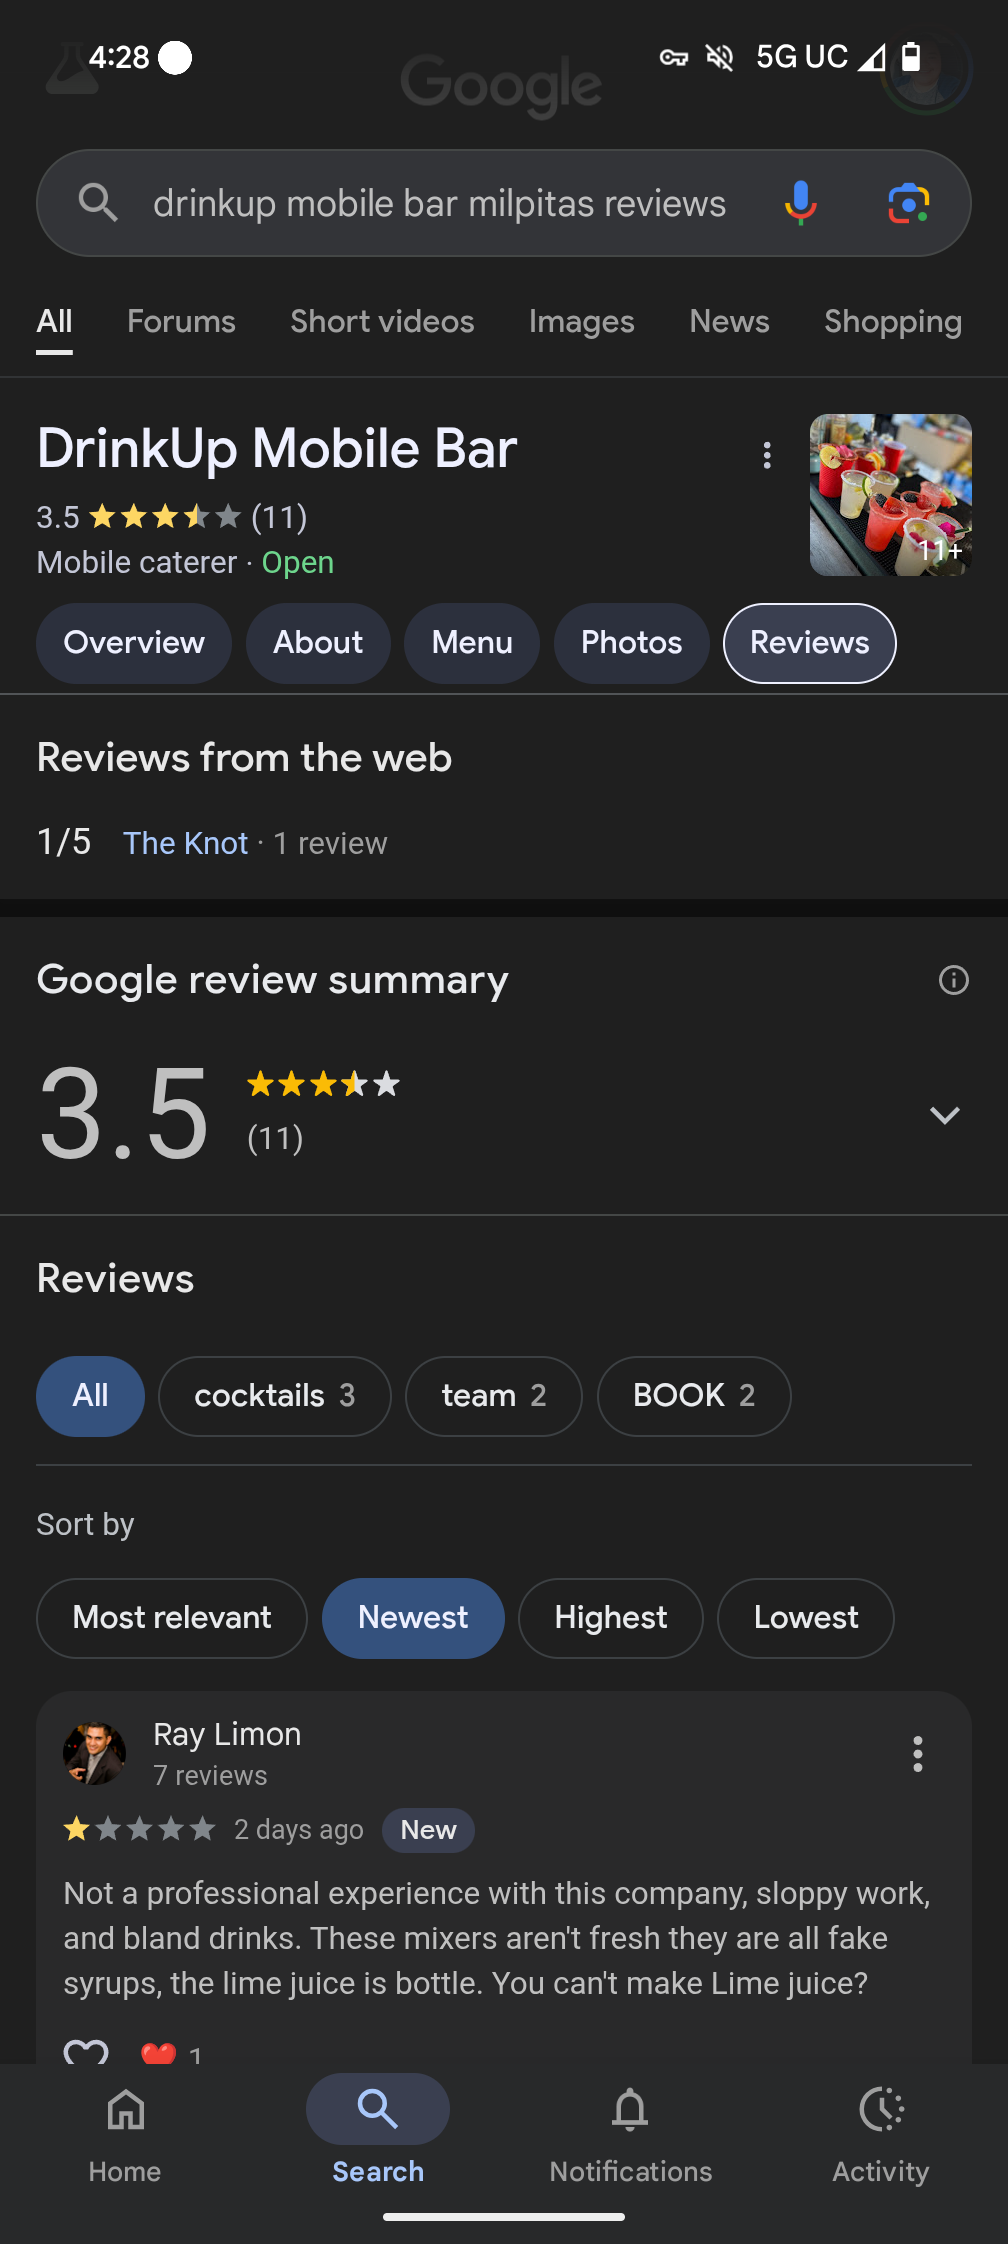 4:28
5G UC
Google
drinkup mobile bar milpitas reviews
All Forums Short videos Images News Shopping
DrinkUp Mobile Bar
3.5 (11)
Mobile caterer · Open
11+
Overview About Menu Photos Reviews
Reviews from the web
1/5 The Knot · 1 review
Google review summary
3.5
(11)
Reviews
All cocktails 3 team 2 BOOK 2
Sort by
Most relevant Newest Highest Lowest
Ray Limon
7 reviews
2 days ago New
Not a professional experience with this company, sloppy work,
and bland drinks. These mixers aren't fresh they are all fake
syrups, the lime juice is bottle. You can't make Lime juice?
1
Home Search Notifications Activity